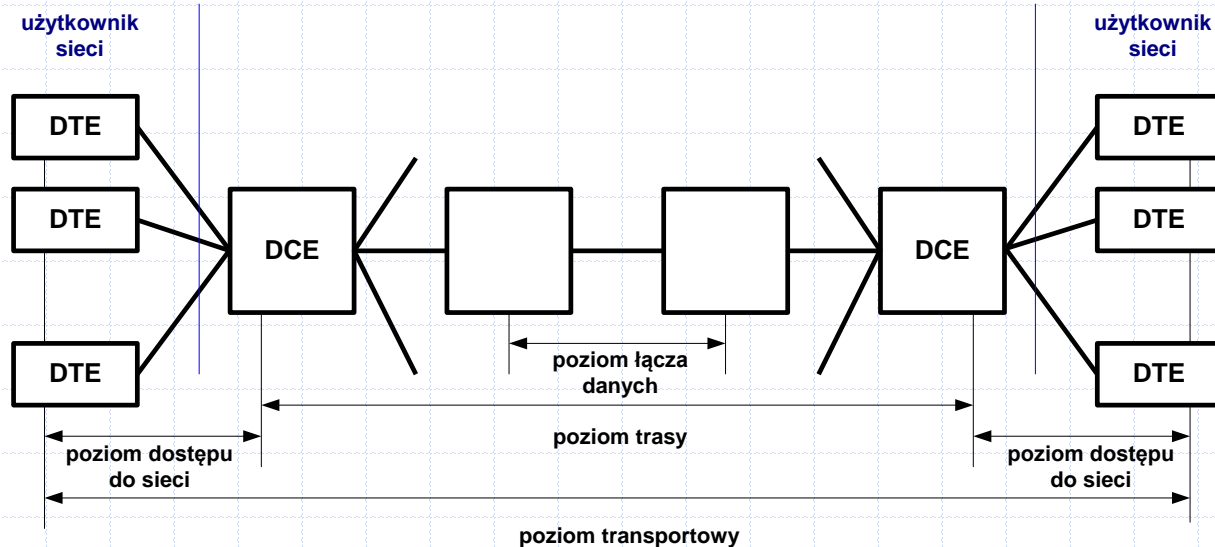 użytkownik
sieci
użytkownik
sieci
DTE
DTE
DTE
DTE
DCE
DCE
DTE
DTE
poziom łącza
danych
poziom trasy
poziom dostępu
do sieci
poziom dostępu
do sieci
poziom transportowy